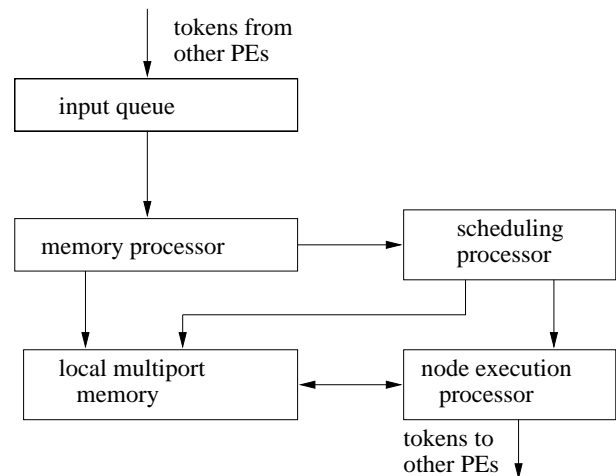 tokens from
other PEs
input queue
memory processor
scheduling
processor
local multiport
memory
node execution
processor
tokens to
other PEs